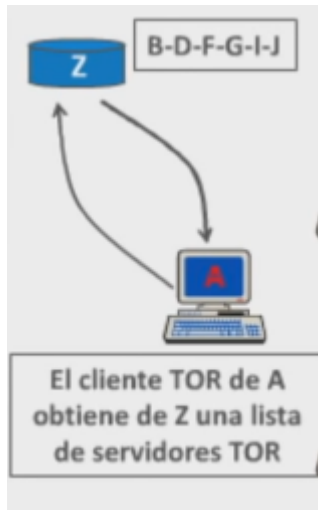 B-D-F-G-I-J
Z
A
El cliente TOR de A
obtiene de Z una lista
de servidores TOR